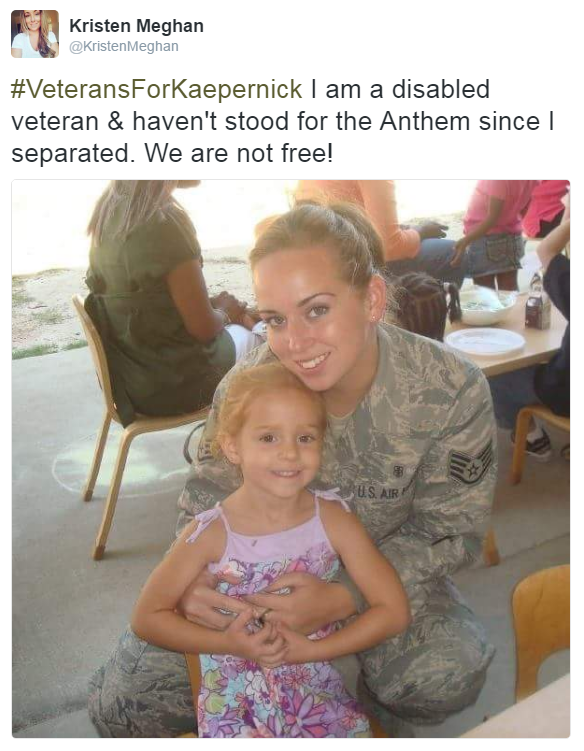 Kristen Meghan
@KristenMeghan
#VeteransForKaepernick I am a disabled
veteran & haven't stood for the Anthem since I
separated. We are not free!
U.S. AIR